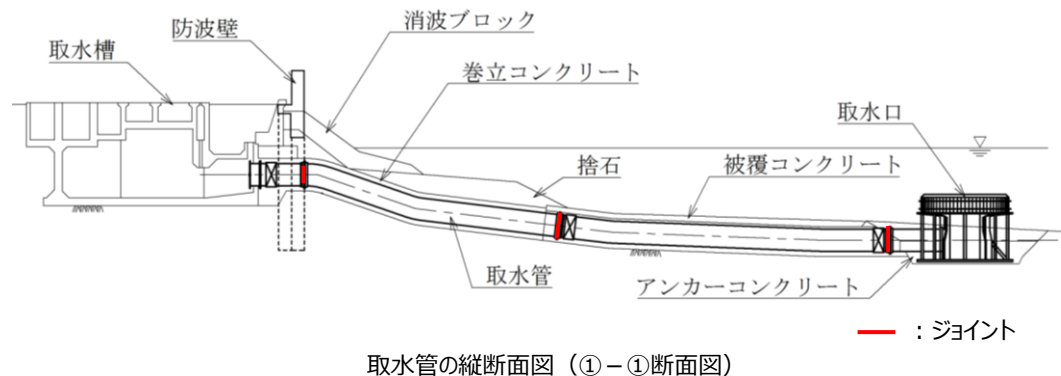 消波ブロック
防波壁
取水槽
巻立コンクリート
取水口
捨石
被覆コンクリート
取水管
アンカーコンクリート
：ジョイント
取水管の縦断面図（①－①断面図）